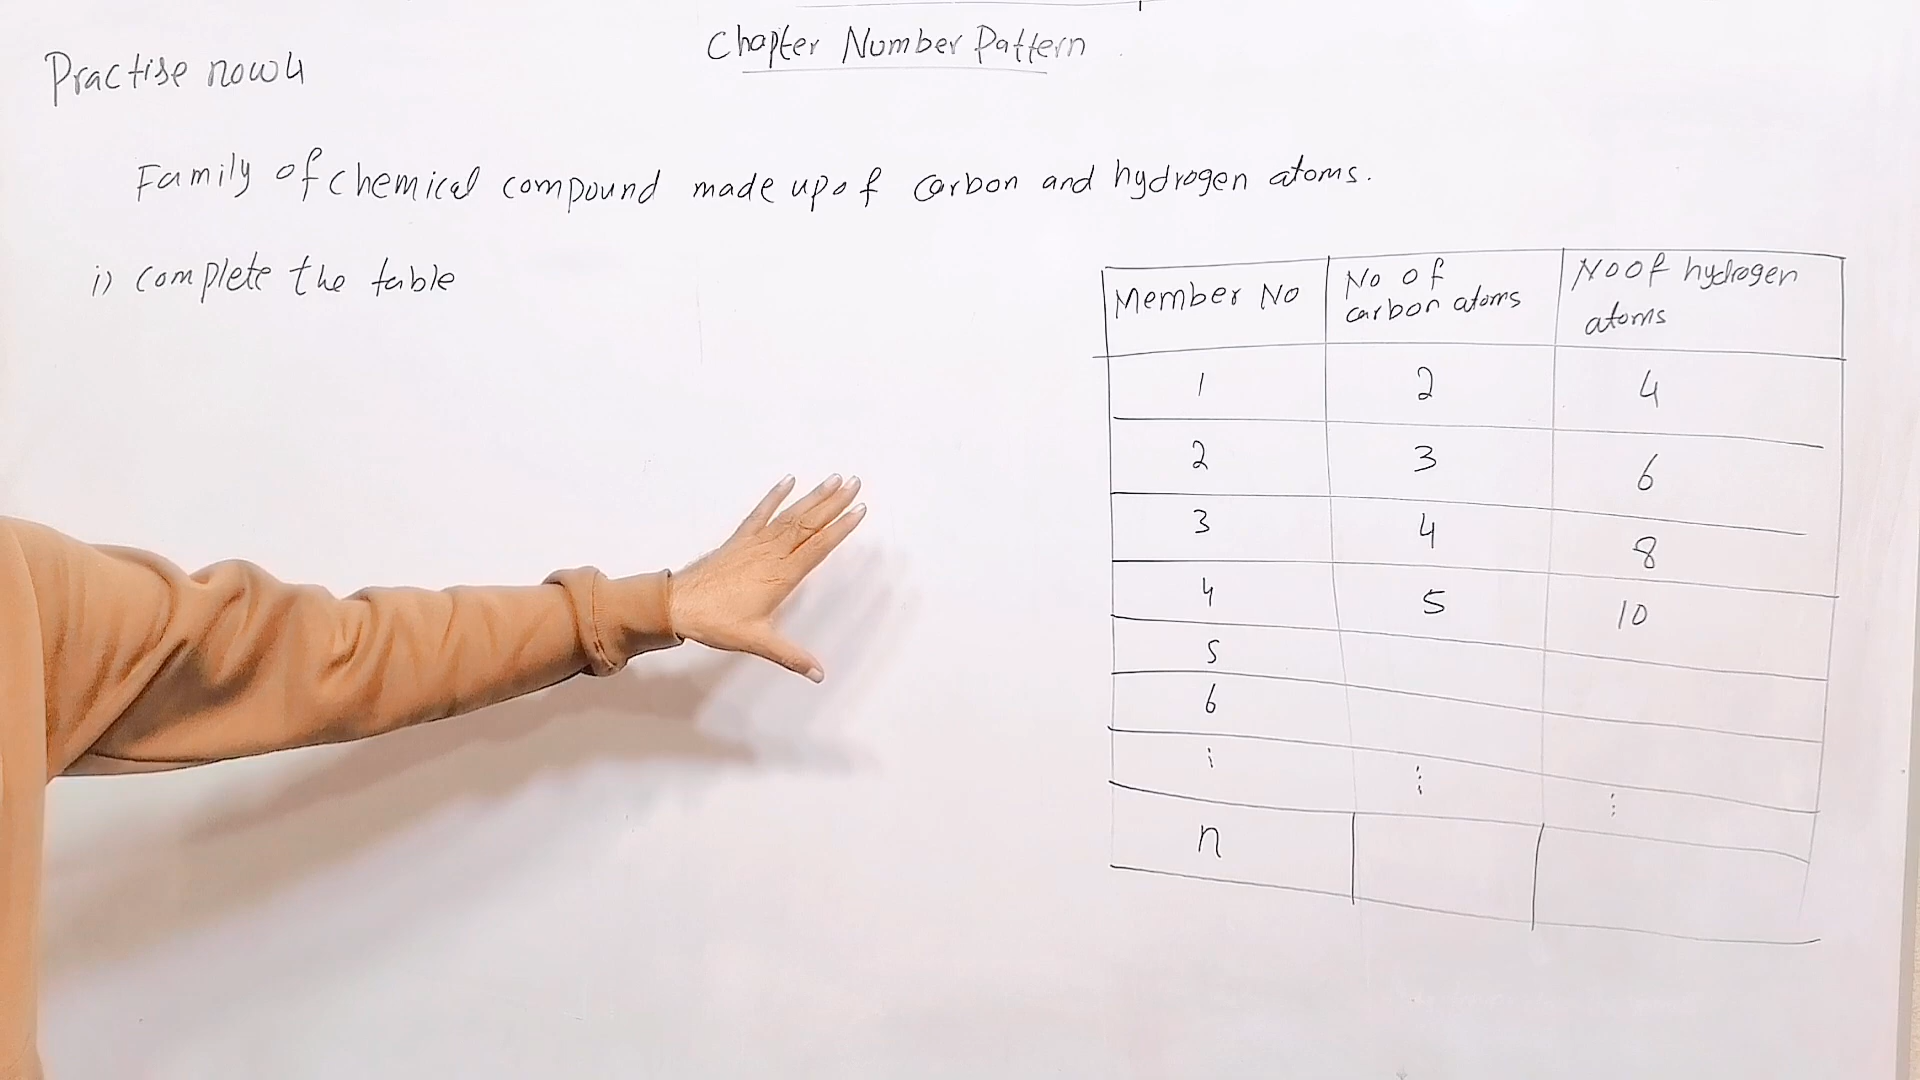 Chapter Number Pattern
Practise now 4
Family of chemical compound made up of carbon and hydrogen atoms.
i) complete the table
Member No | No of carbon atoms | No of hydrogen atoms
1 | 2 | 4
2 | 3 | 6
3 | 4 | 8
4 | 5 | 10
5
6
⋮ | ⋮ | ⋮
n